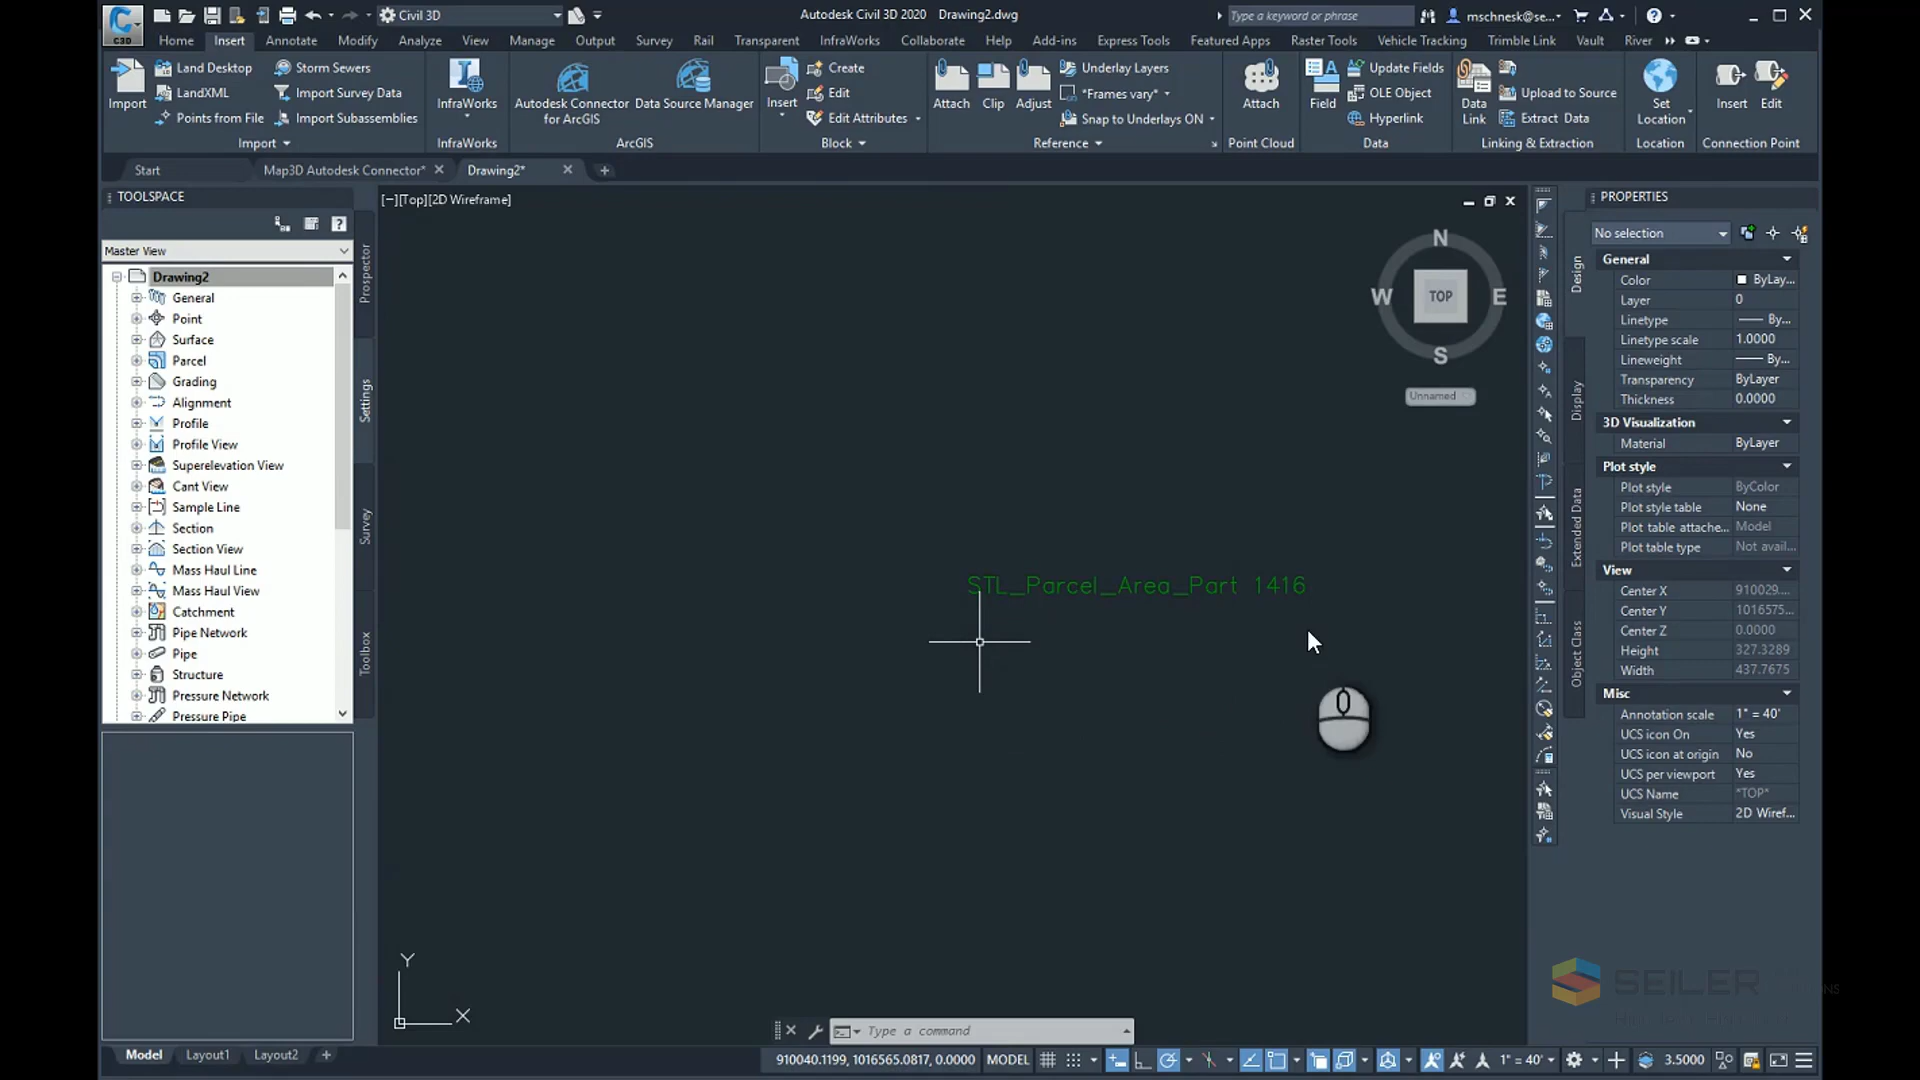 Civil 3D
Autodesk Civil 3D 2020 Drawing2.dwg
Type a keyword or phrase
mschnesk@se...
C3D
Home Insert Annotate Modify Analyze View Manage Output Survey Rail Transparent InfraWorks Collaborate Help Add-ins Express Tools Featured Apps Raster Tools Vehicle Tracking Trimble Link Vault River
Import
Land Desktop
LandXML
Points from File
Storm Sewers
Import Survey Data
Import Subassemblies
InfraWorks
Autodesk Connector
for ArcGIS
Data Source Manager
Insert
Create
Edit
Edit Attributes
Attach
Clip
Adjust
Underlay Layers
*Frames vary*
Snap to Underlays ON
Attach
Field
Update Fields
OLE Object
Hyperlink
Data
Link
Upload to Source
Extract Data
Set
Location
Insert
Edit
Import InfraWorks ArcGIS Block Reference Point Cloud Data Linking & Extraction Location Connection Point
Start Map3D Autodesk Connector* Drawing2*
TOOLSPACE
Master View
Drawing2
General
Point
Surface
Parcel
Grading
Alignment
Profile
Profile View
Superelevation View
Cant View
Sample Line
Section
Section View
Mass Haul Line
Mass Haul View
Catchment
Pipe Network
Pipe
Structure
Pressure Network
Pressure Pipe
Prospector
Settings
Survey
Toolbox
[−][Top][2D Wireframe]
N
W TOP E
S
Unnamed
STL_Parcel_Area_Part 1416
Y
X
Type a command
PROPERTIES
No selection
Design
Display
Extended Data
Object Class
General
Color ByLay...
Layer 0
Linetype By...
Linetype scale 1.0000
Lineweight By...
Transparency ByLayer
Thickness 0.0000
3D Visualization
Material ByLayer
Plot style
Plot style ByColor
Plot style table None
Plot table attache... Model
Plot table type Not avail...
View
Center X 910029....
Center Y 1016575...
Center Z 0.0000
Height 327.3289
Width 437.7675
Misc
Annotation scale 1" = 40'
UCS icon On Yes
UCS icon at origin No
UCS per viewport Yes
UCS Name *TOP*
Visual Style 2D Wiref...
SEILER
Model Layout1 Layout2
910040.1199, 1016565.0817, 0.0000 MODEL 1" = 40' 3.5000